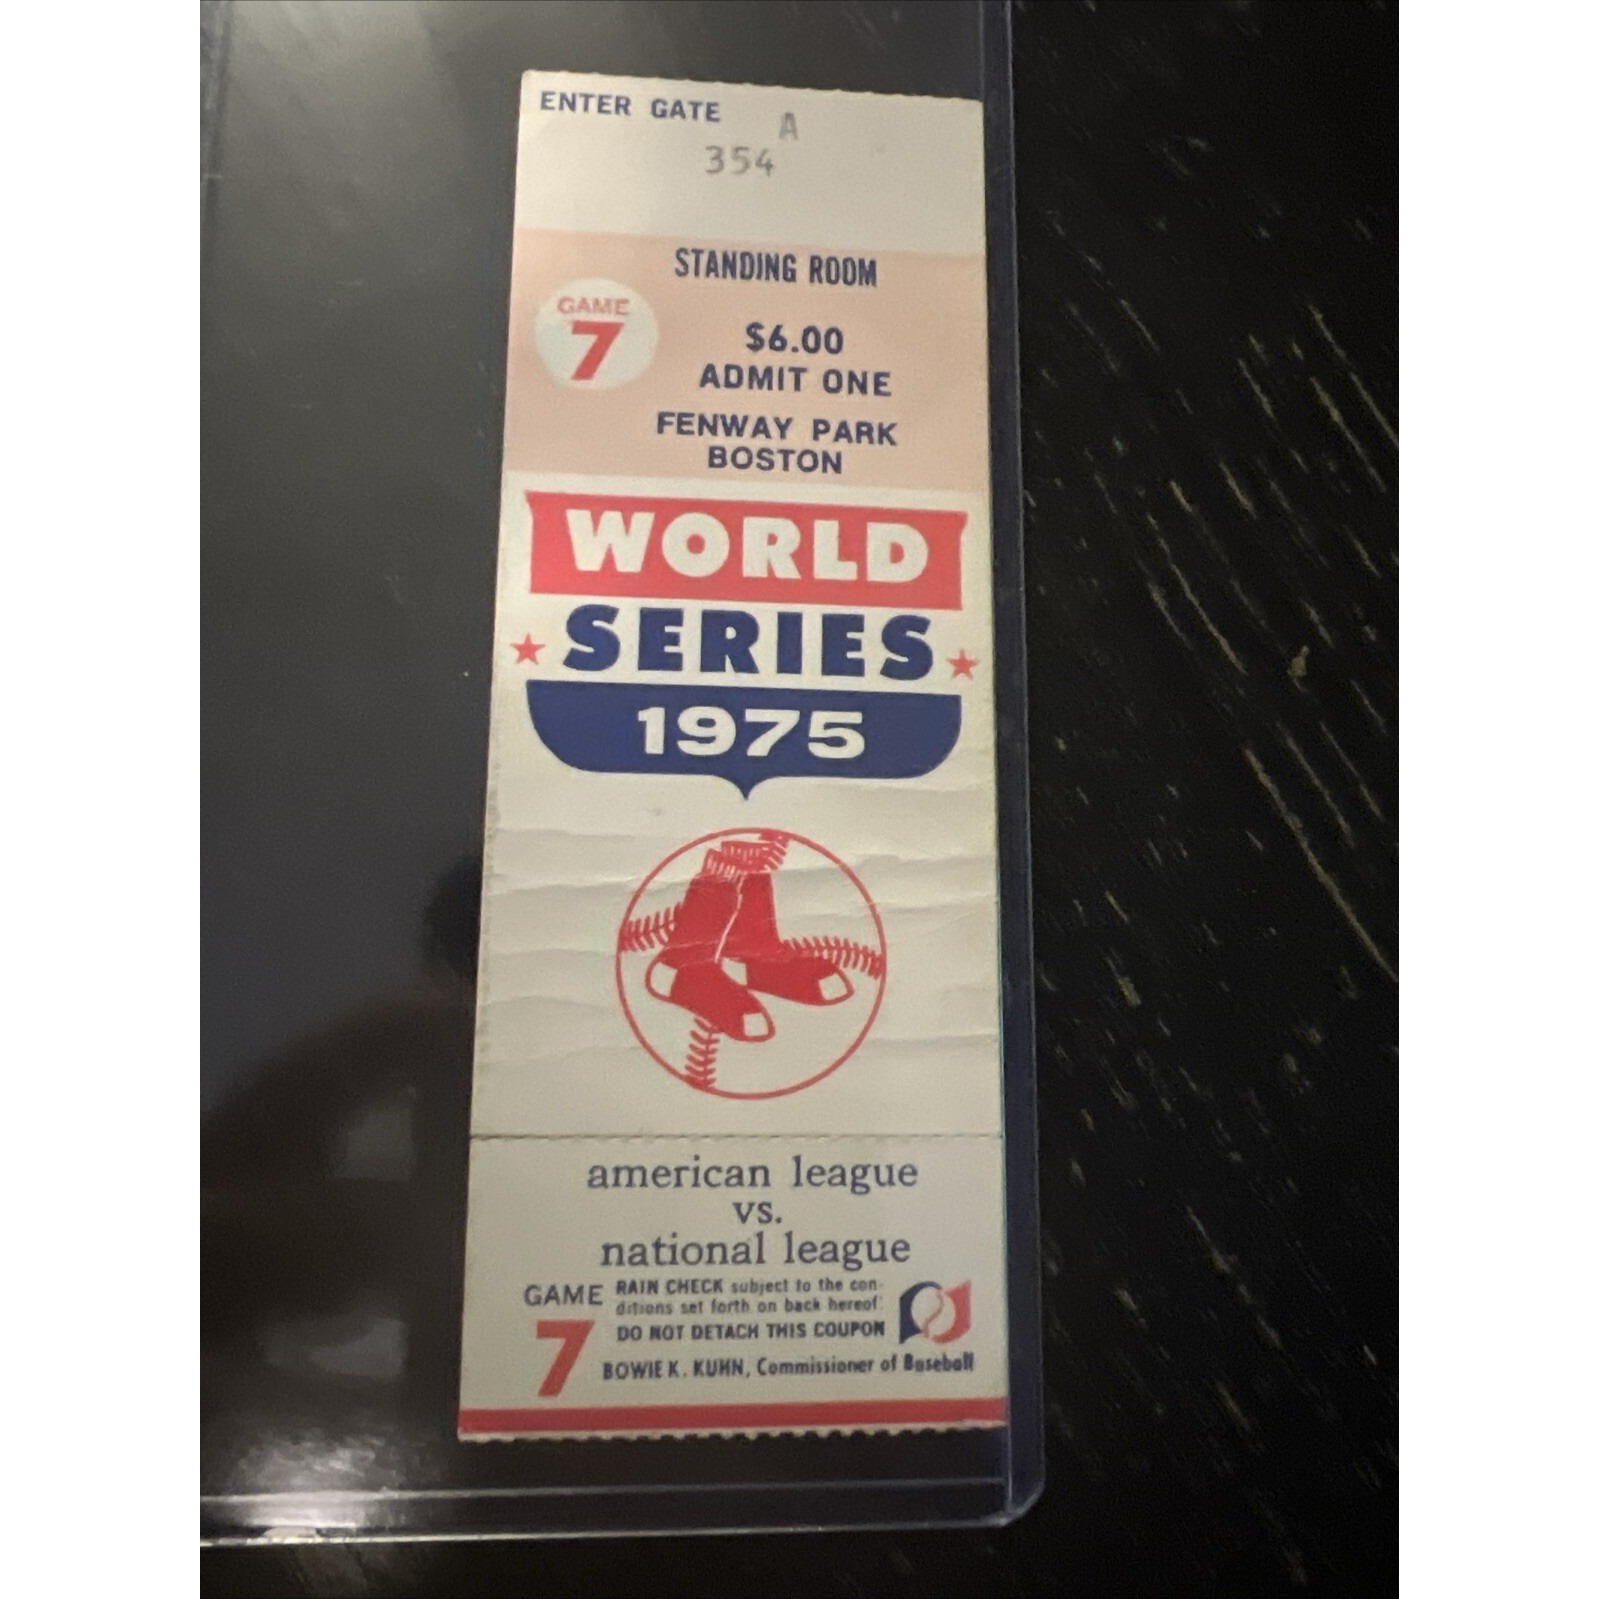 ENTER GATE A
354
STANDING ROOM
GAME
7
$6.00
ADMIT ONE
FENWAY PARK
BOSTON
WORLD
SERIES
1975
american league
vs.
national league
GAME
7
RAIN CHECK subject to the con-
ditions set forth on back hereof.
DO NOT DETACH THIS COUPON
BOWIE K. KUHN, Commissioner of Baseball